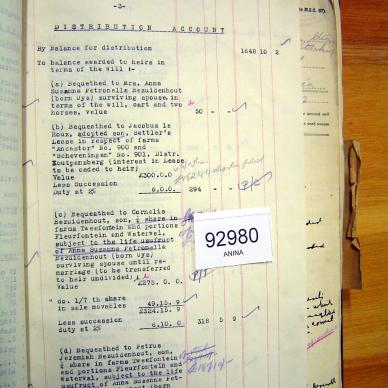 -3-
DISTRIBUTION ACCOUNT
By Balance for distribution 1648 10 2
To balance awarded to heirs in
terms of the will :-
(a) Bequethed to Mrs. Anna
Susanna Petronella Bezuidenhout
(born Uys) surviving spouse, in
terms of the will, cart and two
horses, value 50 - -
(b) Bequethed to Jacobus le
Roux, adopted son, Settler's
Lease in respect of farms
"Ancestor" No. 900 and
"Scheveningen" No. 901, Distr.
Zoutpansberg (interest in Lease
to be ceded to heir)
Value £300.0.0
Less Succession
Duty at 2% 6.0.0 294 - -
(c) Bequethed to Cornelis
Bezuidenhout, son, share in
farms Tweefontein and portions
Fleurfontein and Waterval,
subject to the life usufruct
of Anna Susanna Petronella
Bezuidenhout (born Uys)
surviving spouse until re-
marriage (to be transferred
to heir undivided)
Value £275.0.0.
" do. 1/7 th share
in sale movables 49.15. 9
£324.15. 9
Less succession
duty at 2% 6.10. 0 318 5 9
92980
ANINA
(d) Bequethed to Petrus
Jeremiah Bezuidenhout, son,
share in farms Tweefontein
and portions Fleurfontein and
Waterval, subject to the life
usufruct of Anna Susanna Pet-